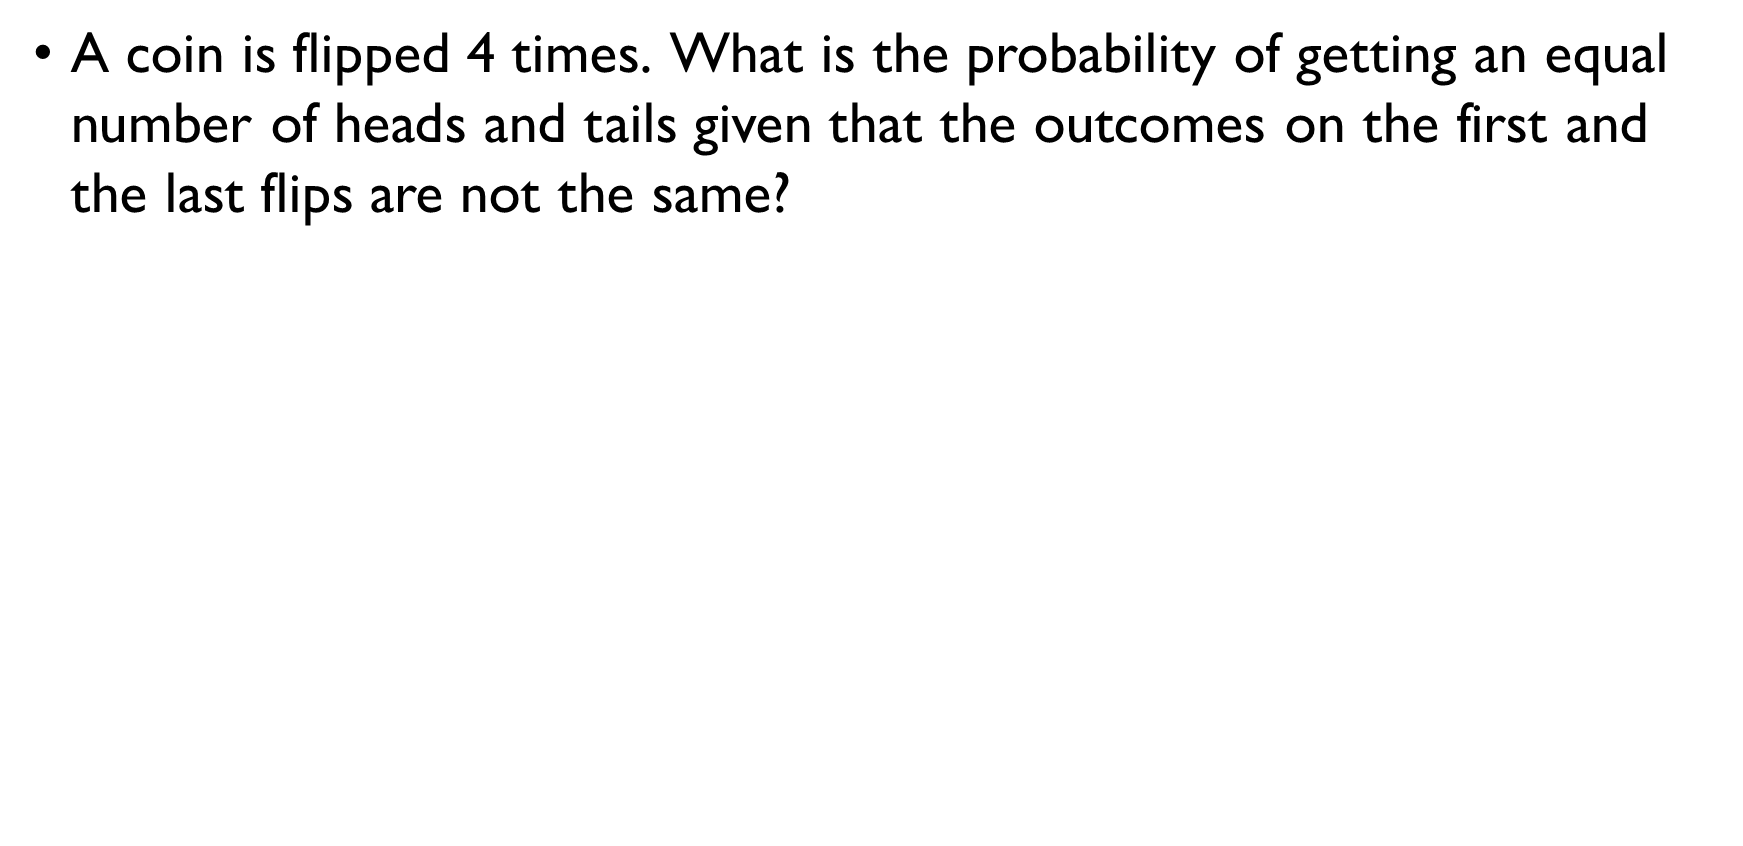 • A coin is flipped 4 times. What is the probability of getting an equal
number of heads and tails given that the outcomes on the first and
the last flips are not the same?